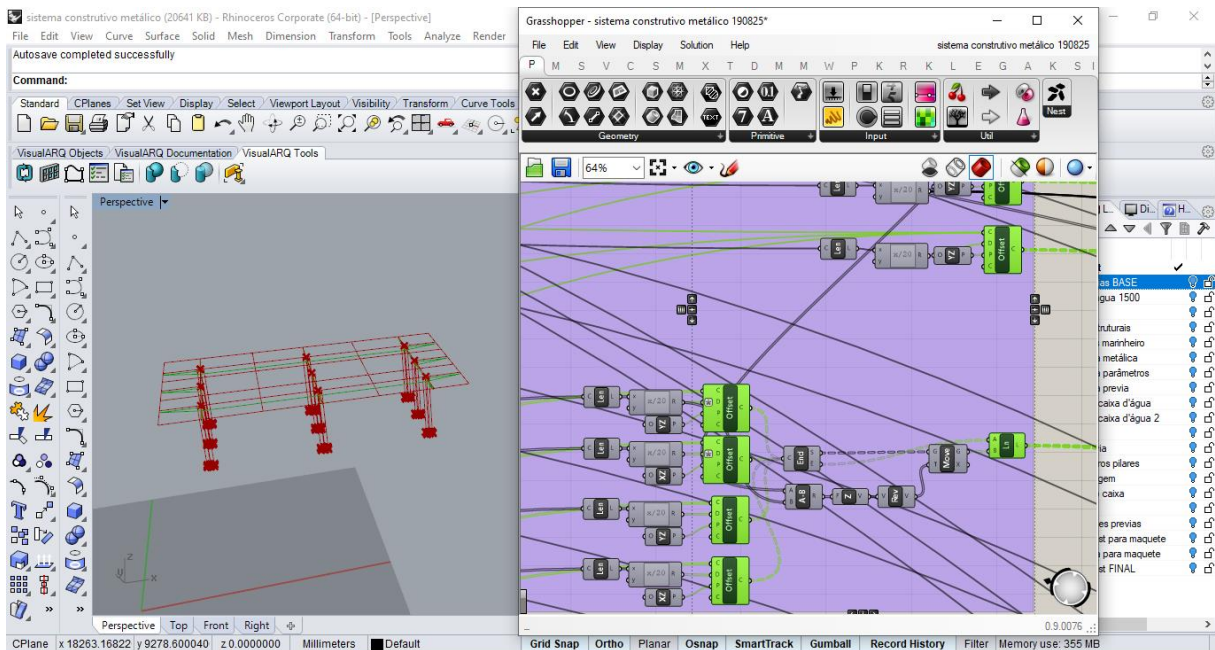 sistema construtivo metálico (20641 KB) - Rhinoceros Corporate (64-bit) - [Perspective]
File Edit View Curve Surface Solid Mesh Dimension Transform Tools Analyze Render
Autosave completed successfully
Command:
Standard CPlanes Set View Display Select Viewport Layout Visibility Transform Curve Tools
VisualARQ Objects VisualARQ Documentation VisualARQ Tools
Perspective
z
y
x
Perspective Top Front Right
CPlane x 18263.16822 y 9278.600040 z 0.0000000 Millimeters Default
Grid Snap Ortho Planar Osnap SmartTrack Gumball Record History Filter Memory use: 355 MB
Grasshopper - sistema construtivo metálico 190825*
File Edit View Display Solution Help
sistema construtivo metálico 190825
P M S V C S M X T D M M W P K R K L E G A K S
Geometry Primitive Input Util
TEXT
0.1
7 A
Nest
64%
Len x y x/20 R O YZ P C D P C Offset C
C Len L x y x/20 R O YZ P C D P C Offset C
C Len L x y x/20 R O YZ P C D P C Offset C
C Len L x y x/20 R O XZ P C D P C Offset C
C Len L x y x/20 R O YZ P C D P C Offset C
C Len L x y x/20 R O XZ P C D P C Offset C
C End S E
A B A-B R F Z V V Rev V
G T Move G X
A B Ln L
0.9.0076
L... Di... H...
as BASE
gua 1500
truturais
marinheiro
metálica
parâmetros
previa
caixa d'água
caixa d'água 2
ia
ros pilares
gem
caixa
es previas
st para maquete
para maquete
st FINAL